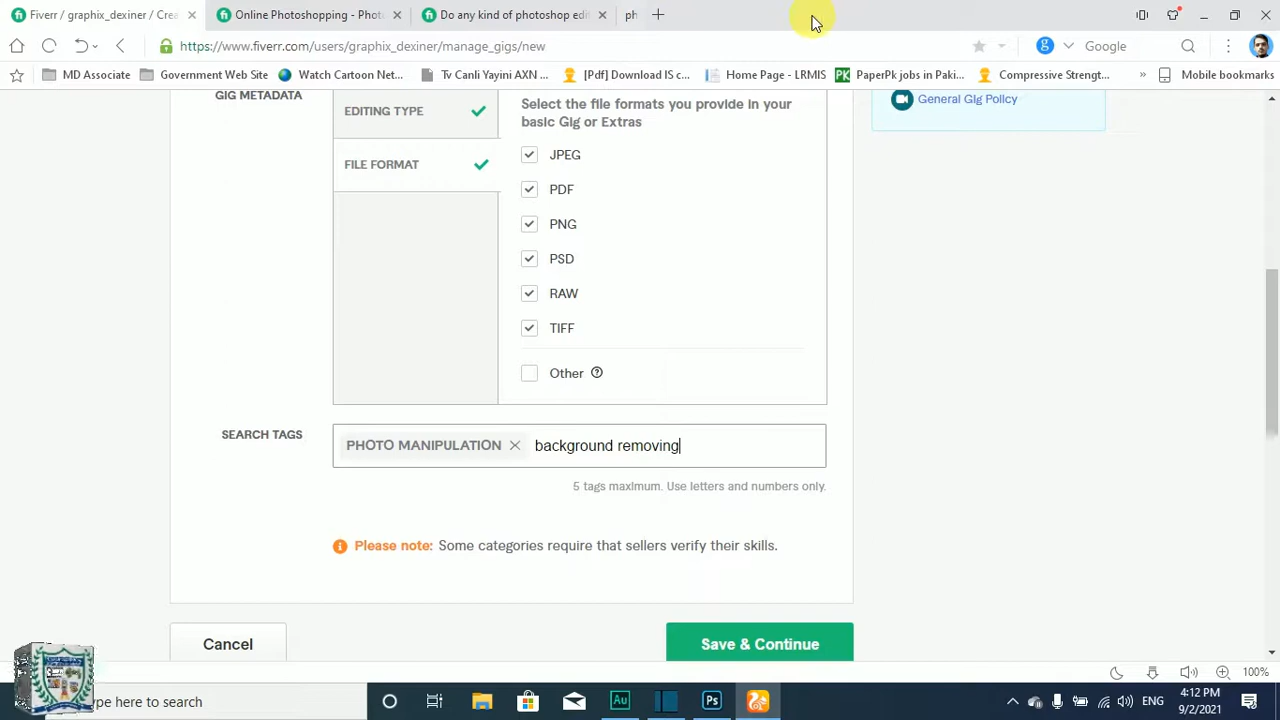 Fiverr / graphix_dexiner / Crea
Online Photoshopping - Phot
Do any kind of photoshop edi
ph
https://www.fiverr.com/users/graphix_dexiner/manage_gigs/new
Google
MD Associate
Government Web Site
Watch Cartoon Net...
Tv Canli Yayini AXN ...
[Pdf] Download IS c...
Home Page - LRMIS
PaperPk jobs in Paki...
Compressive Strengt...
Mobile bookmarks
GIG METADATA
EDITING TYPE
FILE FORMAT
Select the file formats you provide in your
basic Gig or Extras
JPEG
PDF
PNG
PSD
RAW
TIFF
Other
General Gig Policy
SEARCH TAGS
PHOTO MANIPULATION
background removing
5 tags maximum. Use letters and numbers only.
Please note: Some categories require that sellers verify their skills.
Cancel
Save & Continue
100%
ype here to search
Au
Ps
ENG
4:12 PM
9/2/2021